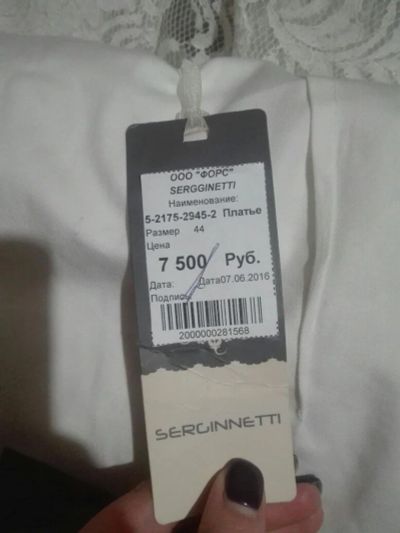 ООО "ФОРС"
SERGGINETTI
Наименование:
5-2175-2945-2 Платье
Размер 44
Цена
7 500 Руб.
Дата: Дата07.06.2016
Подпись:
2000000281568
SERGINNETTI